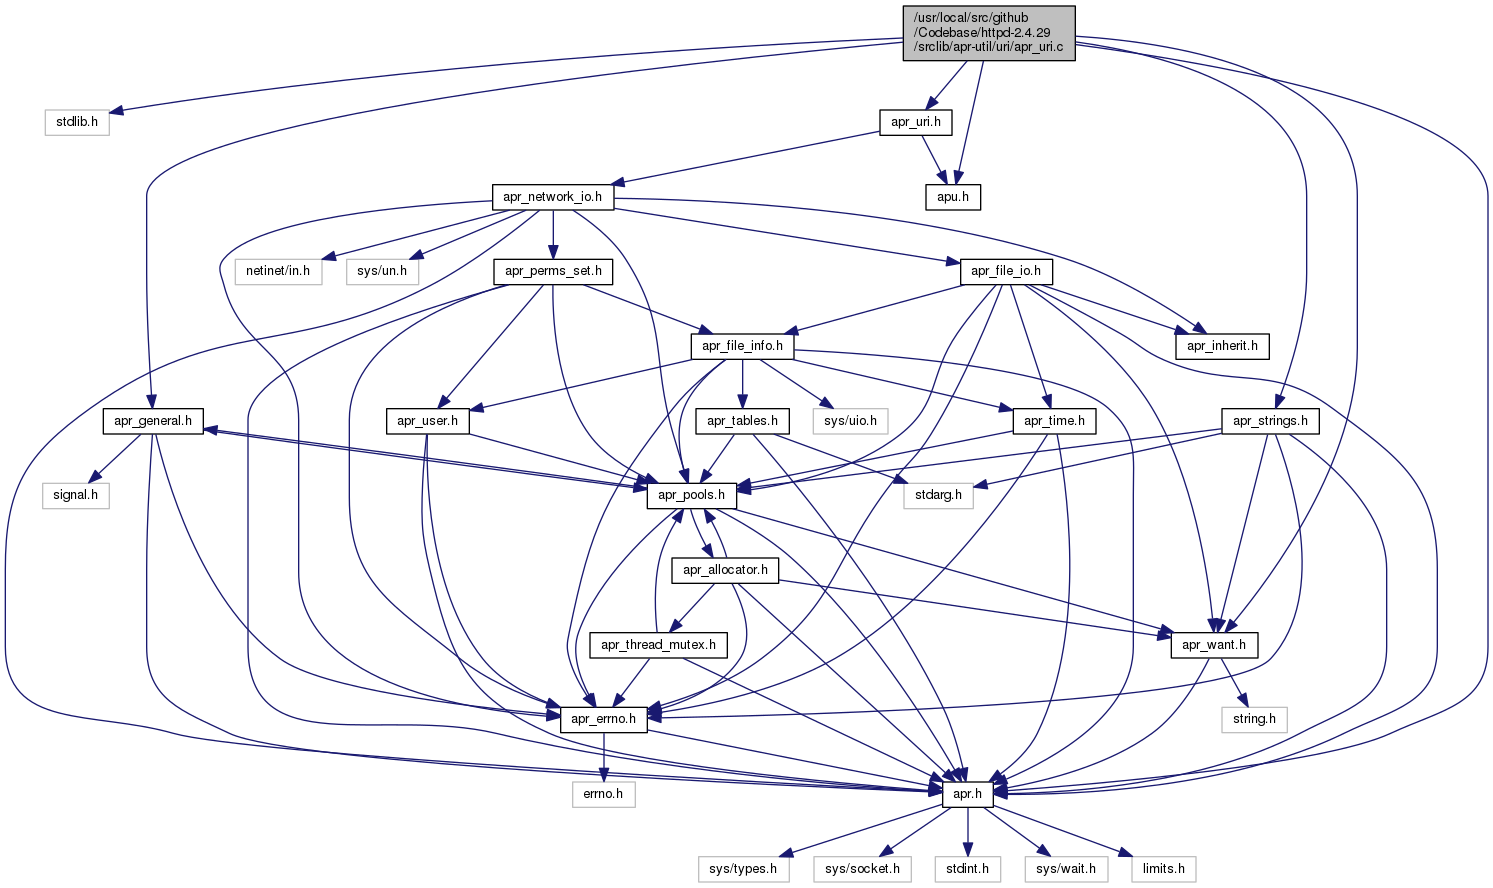 /usr/local/src/github
/Codebase/httpd-2.4.29
/srclib/apr-util/uri/apr_uri.c
stdlib.h
apr_uri.h
apr_network_io.h
apu.h
netinet/in.h
sys/un.h
apr_perms_set.h
apr_file_io.h
apr_file_info.h
apr_inherit.h
apr_general.h
apr_user.h
apr_tables.h
sys/uio.h
apr_time.h
apr_strings.h
signal.h
apr_pools.h
stdarg.h
apr_allocator.h
apr_thread_mutex.h
apr_want.h
apr_errno.h
string.h
errno.h
apr.h
sys/types.h
sys/socket.h
stdint.h
sys/wait.h
limits.h